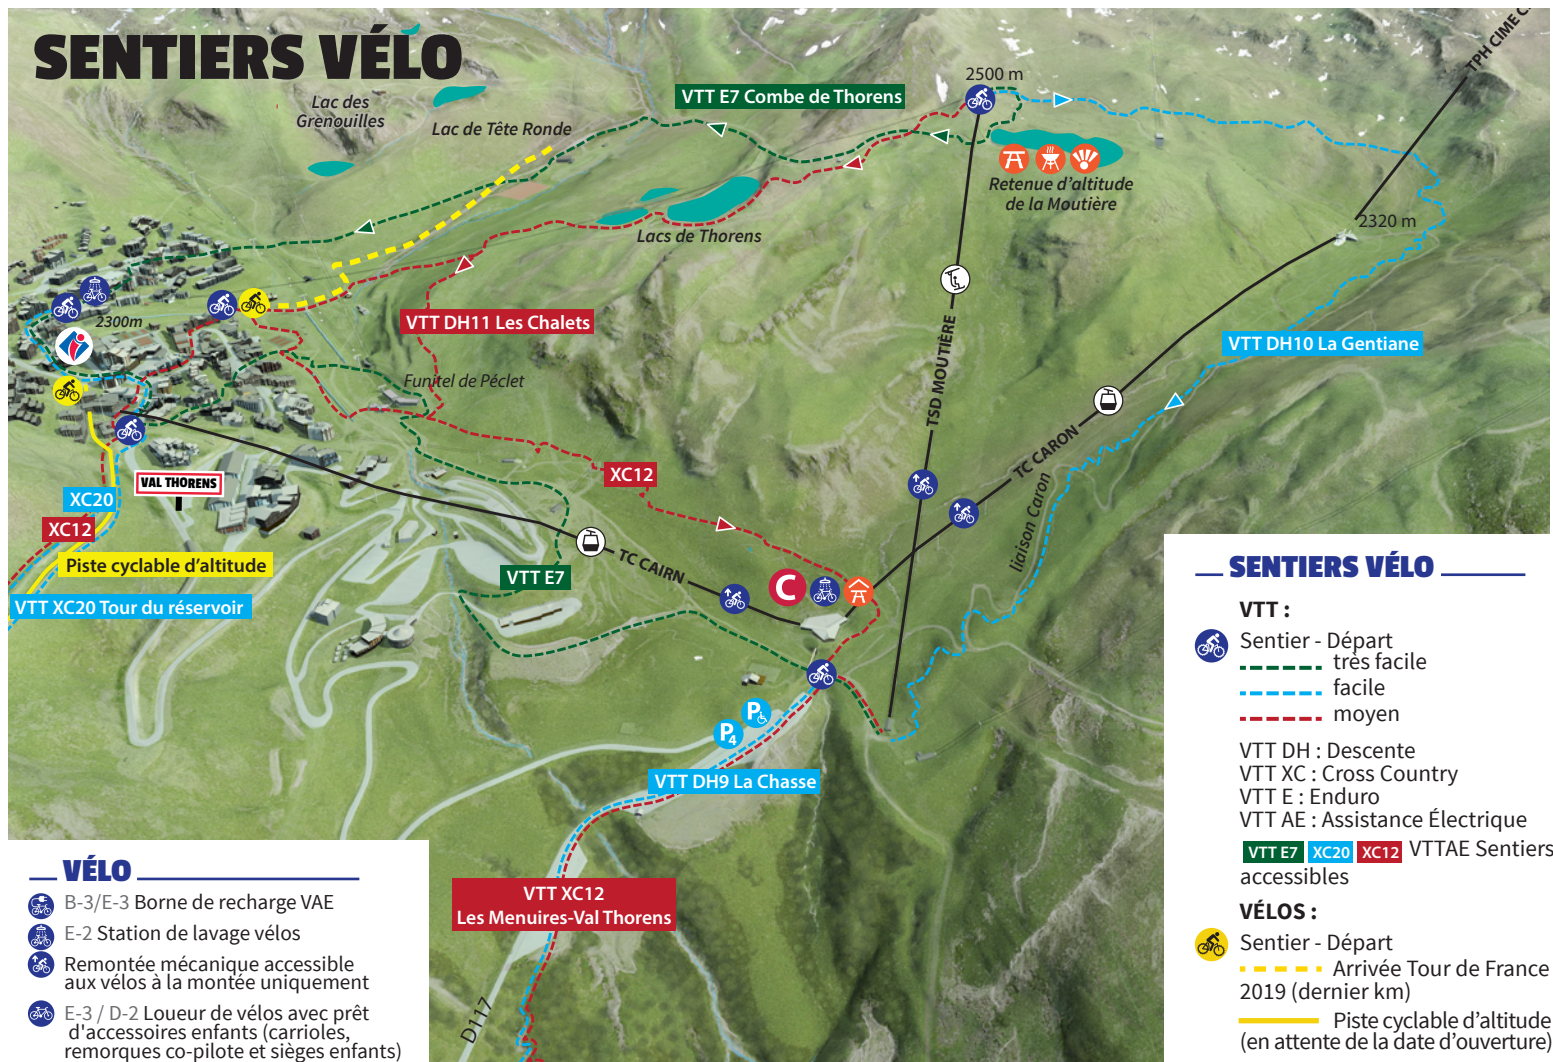 SENTIERS VÉLO
Lac des
Grenouilles
Lac de Tête Ronde
VTT E7 Combe de Thorens
2500 m
TPH CIME C
Retenue d'altitude
de la Moutière
2320 m
Lacs de Thorens
2300m
VTT DH11 Les Chalets
VTT DH10 La Gentiane
Funitel de Péclet
TSD MOUTIÈRE
TC CARON
liaison Caron
VAL THORENS
XC12
XC20
XC12
Piste cyclable d'altitude
VTT XC20 Tour du réservoir
VTT E7
TC CAIRN
C
P
P4
VTT DH9 La Chasse
VTT XC12
Les Menuires-Val Thorens
D117
VÉLO
B-3/E-3 Borne de recharge VAE
E-2 Station de lavage vélos
Remontée mécanique accessible
aux vélos à la montée uniquement
E-3 / D-2 Loueur de vélos avec prêt
d'accessoires enfants (carrioles,
remorques co-pilote et sièges enfants)
SENTIERS VÉLO
VTT :
Sentier - Départ
très facile
facile
moyen
VTT DH : Descente
VTT XC : Cross Country
VTT E : Enduro
VTT AE : Assistance Électrique
VTT E7 XC20 XC12 VTTAE Sentiers
accessibles
VÉLOS :
Sentier - Départ
Arrivée Tour de France
2019 (dernier km)
Piste cyclable d'altitude
(en attente de la date d'ouverture)